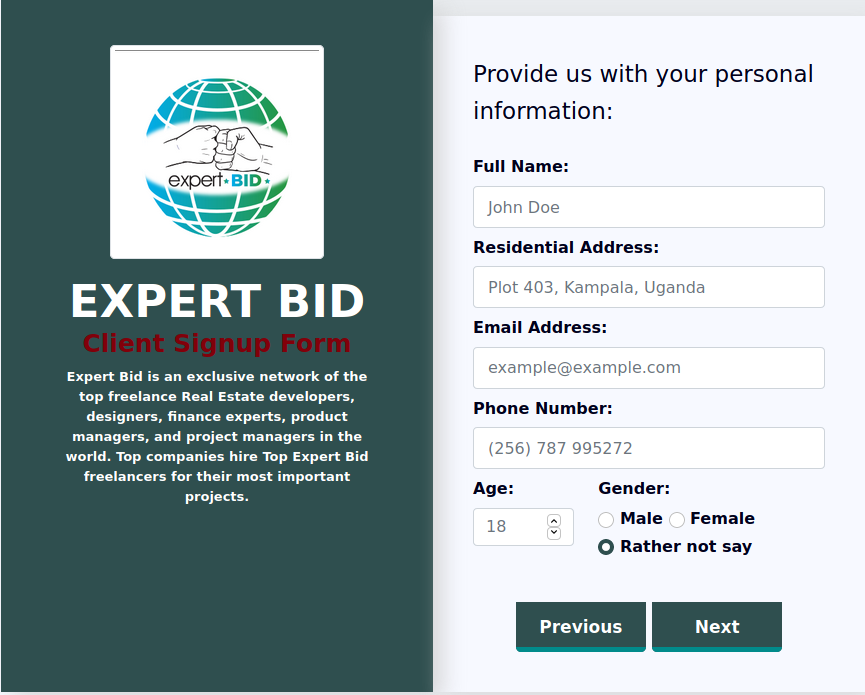 expert★BID★
EXPERT BID
Client Signup Form
Expert Bid is an exclusive network of the
top freelance Real Estate developers,
designers, finance experts, product
managers, and project managers in the
world. Top companies hire Top Expert Bid
freelancers for their most important
projects.
Provide us with your personal
information:
Full Name:
John Doe
Residential Address:
Plot 403, Kampala, Uganda
Email Address:
example@example.com
Phone Number:
(256) 787 995272
Age:
18
Gender:
Male Female
Rather not say
Previous Next